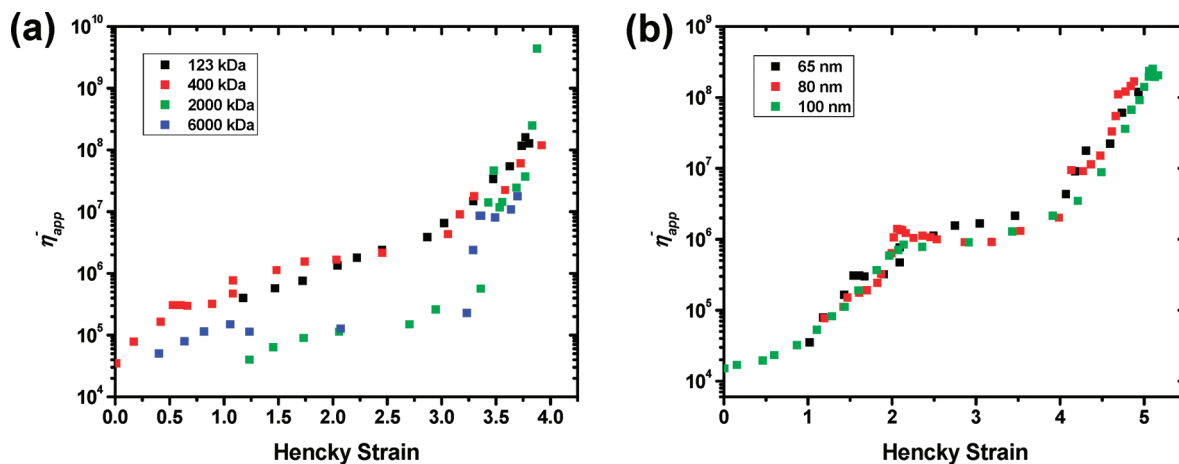 (a)
10^10
10^9
10^8
10^7
10^6
10^5
10^4
η^-_app
123 kDa
400 kDa
2000 kDa
6000 kDa
0.0 0.5 1.0 1.5 2.0 2.5 3.0 3.5 4.0
Hencky Strain
(b)
10^9
10^8
10^7
10^6
10^5
10^4
η^-_app
65 nm
80 nm
100 nm
0 1 2 3 4 5
Hencky Strain